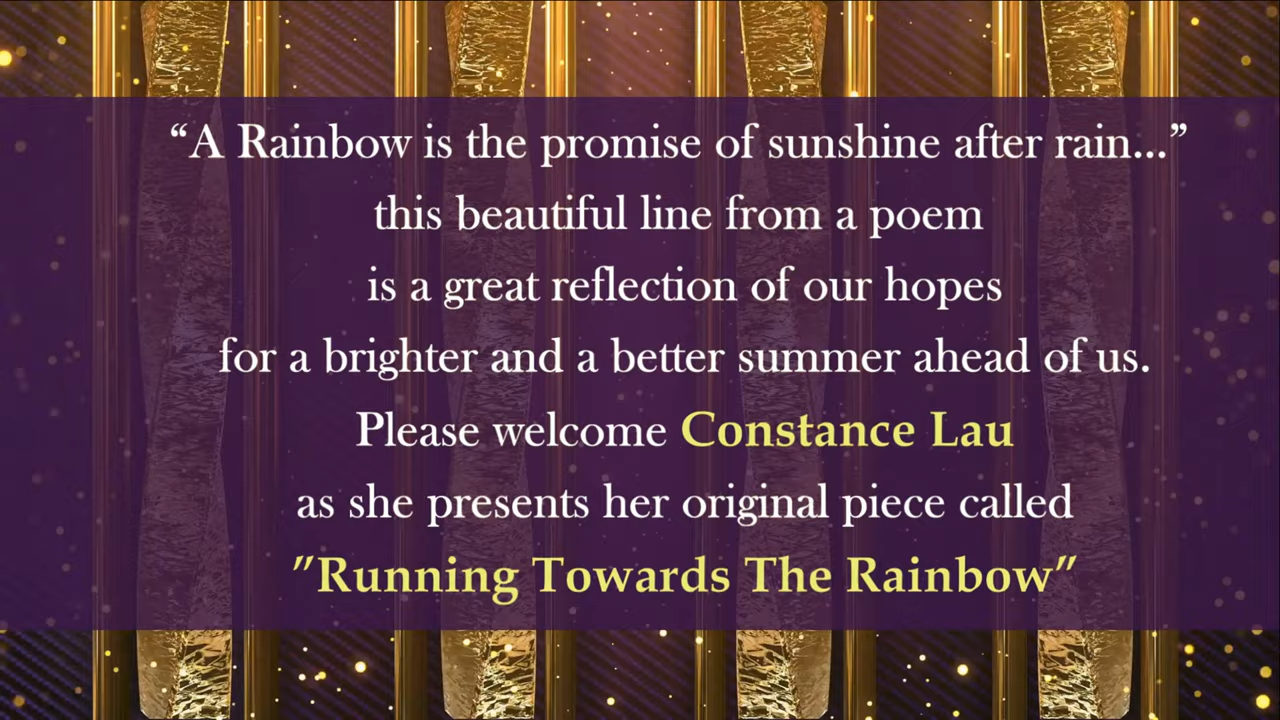 “A Rainbow is the promise of sunshine after rain...”
this beautiful line from a poem
is a great reflection of our hopes
for a brighter and a better summer ahead of us.
Please welcome Constance Lau
as she presents her original piece called
”Running Towards The Rainbow”